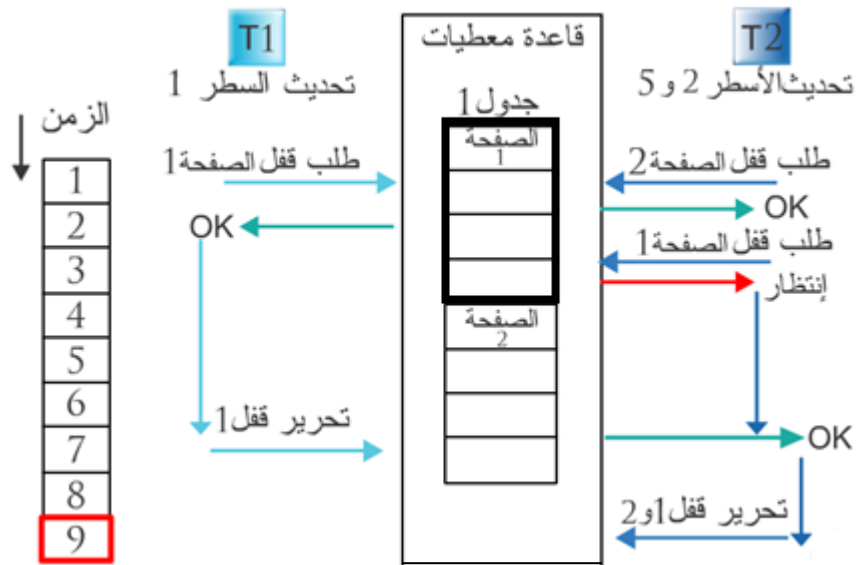 T1
قاعدة معطيات
T2
تحديث السطر 1
تحديث الأسطر 2 و 5
الزمن
جدول 1
الصفحة
1
طلب قفل الصفحة 1
طلب قفل الصفحة 2
1
2
3
4
5
6
7
8
9
OK
OK
طلب قفل الصفحة 1
إنتظار
الصفحة
2
تحرير قفل 1
OK
تحرير قفل 1و2